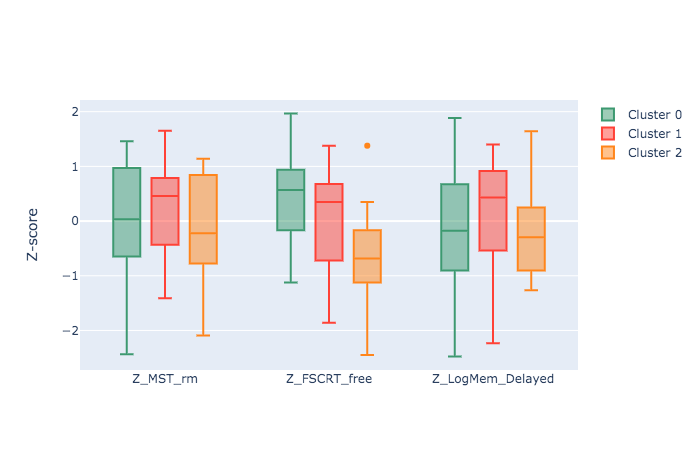 2
1
0
−1
−2
Z-score
Z_MST_rm
Z_FSCRT_free
Z_LogMem_Delayed
Cluster 0
Cluster 1
Cluster 2